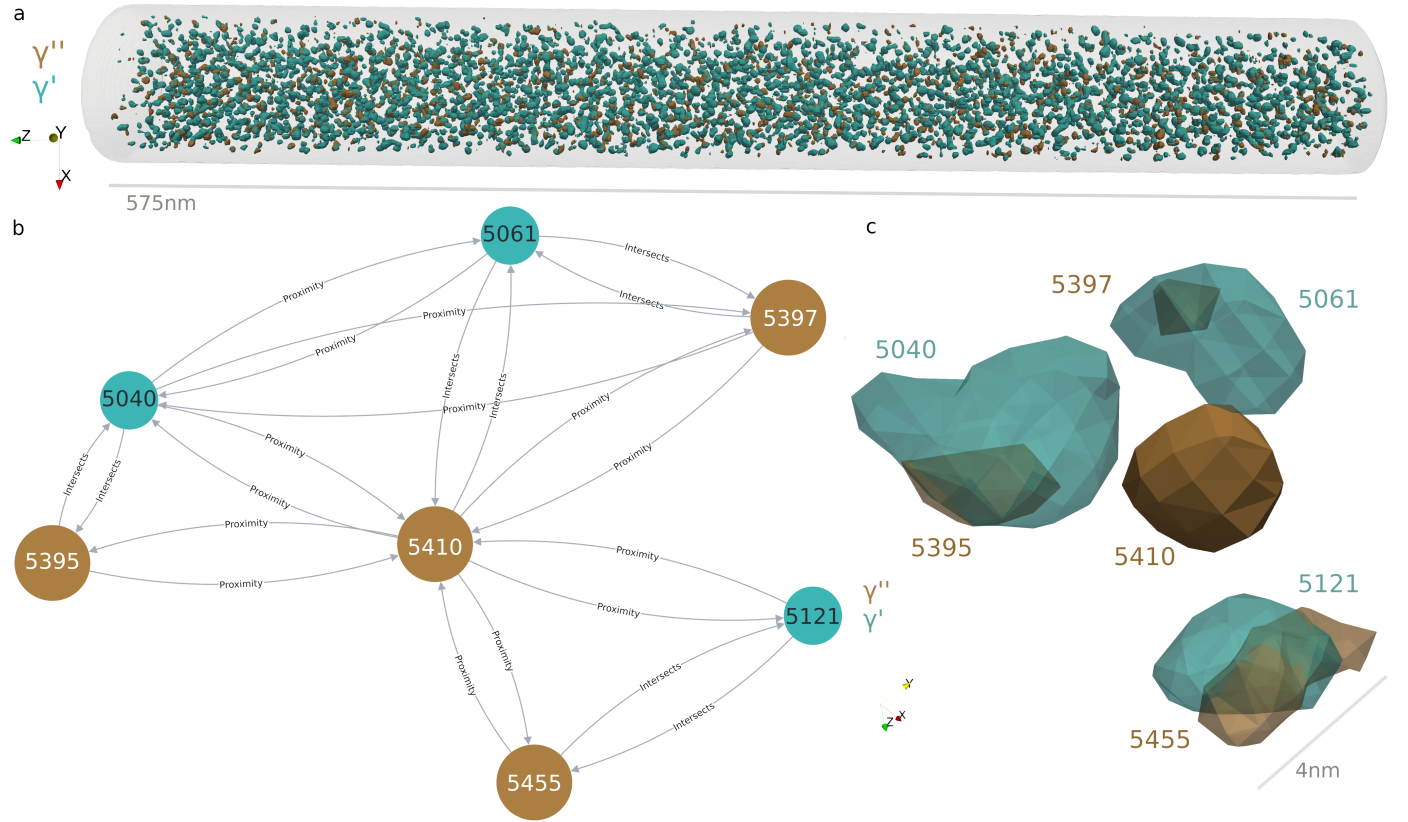 a
γ''
γ'
Z
Y
X
575nm
b
5061
Intersects
Proximity
Intersects
5397
Proximity
Proximity
Intersects
5040
Intersects
Proximity
Proximity
Proximity
Intersects
Intersects
Proximity
Proximity
Proximity
5410
5395
Proximity
Proximity
Proximity
5121
Proximity
Proximity
Intersects
Proximity
Intersects
5455
γ''
γ'
c
5397
5061
5040
5395
5410
5121
5455
Y
X
Z
4nm